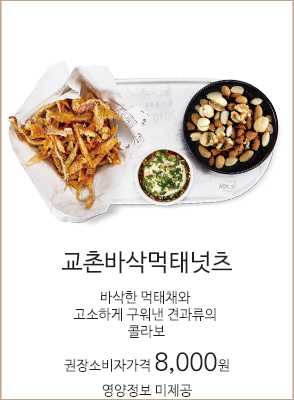 교촌바삭먹태넛츠
바삭한 먹태채와
고소하게 구워낸 견과류의
콜라보
권장소비자가격 8,000원
영양정보 미제공